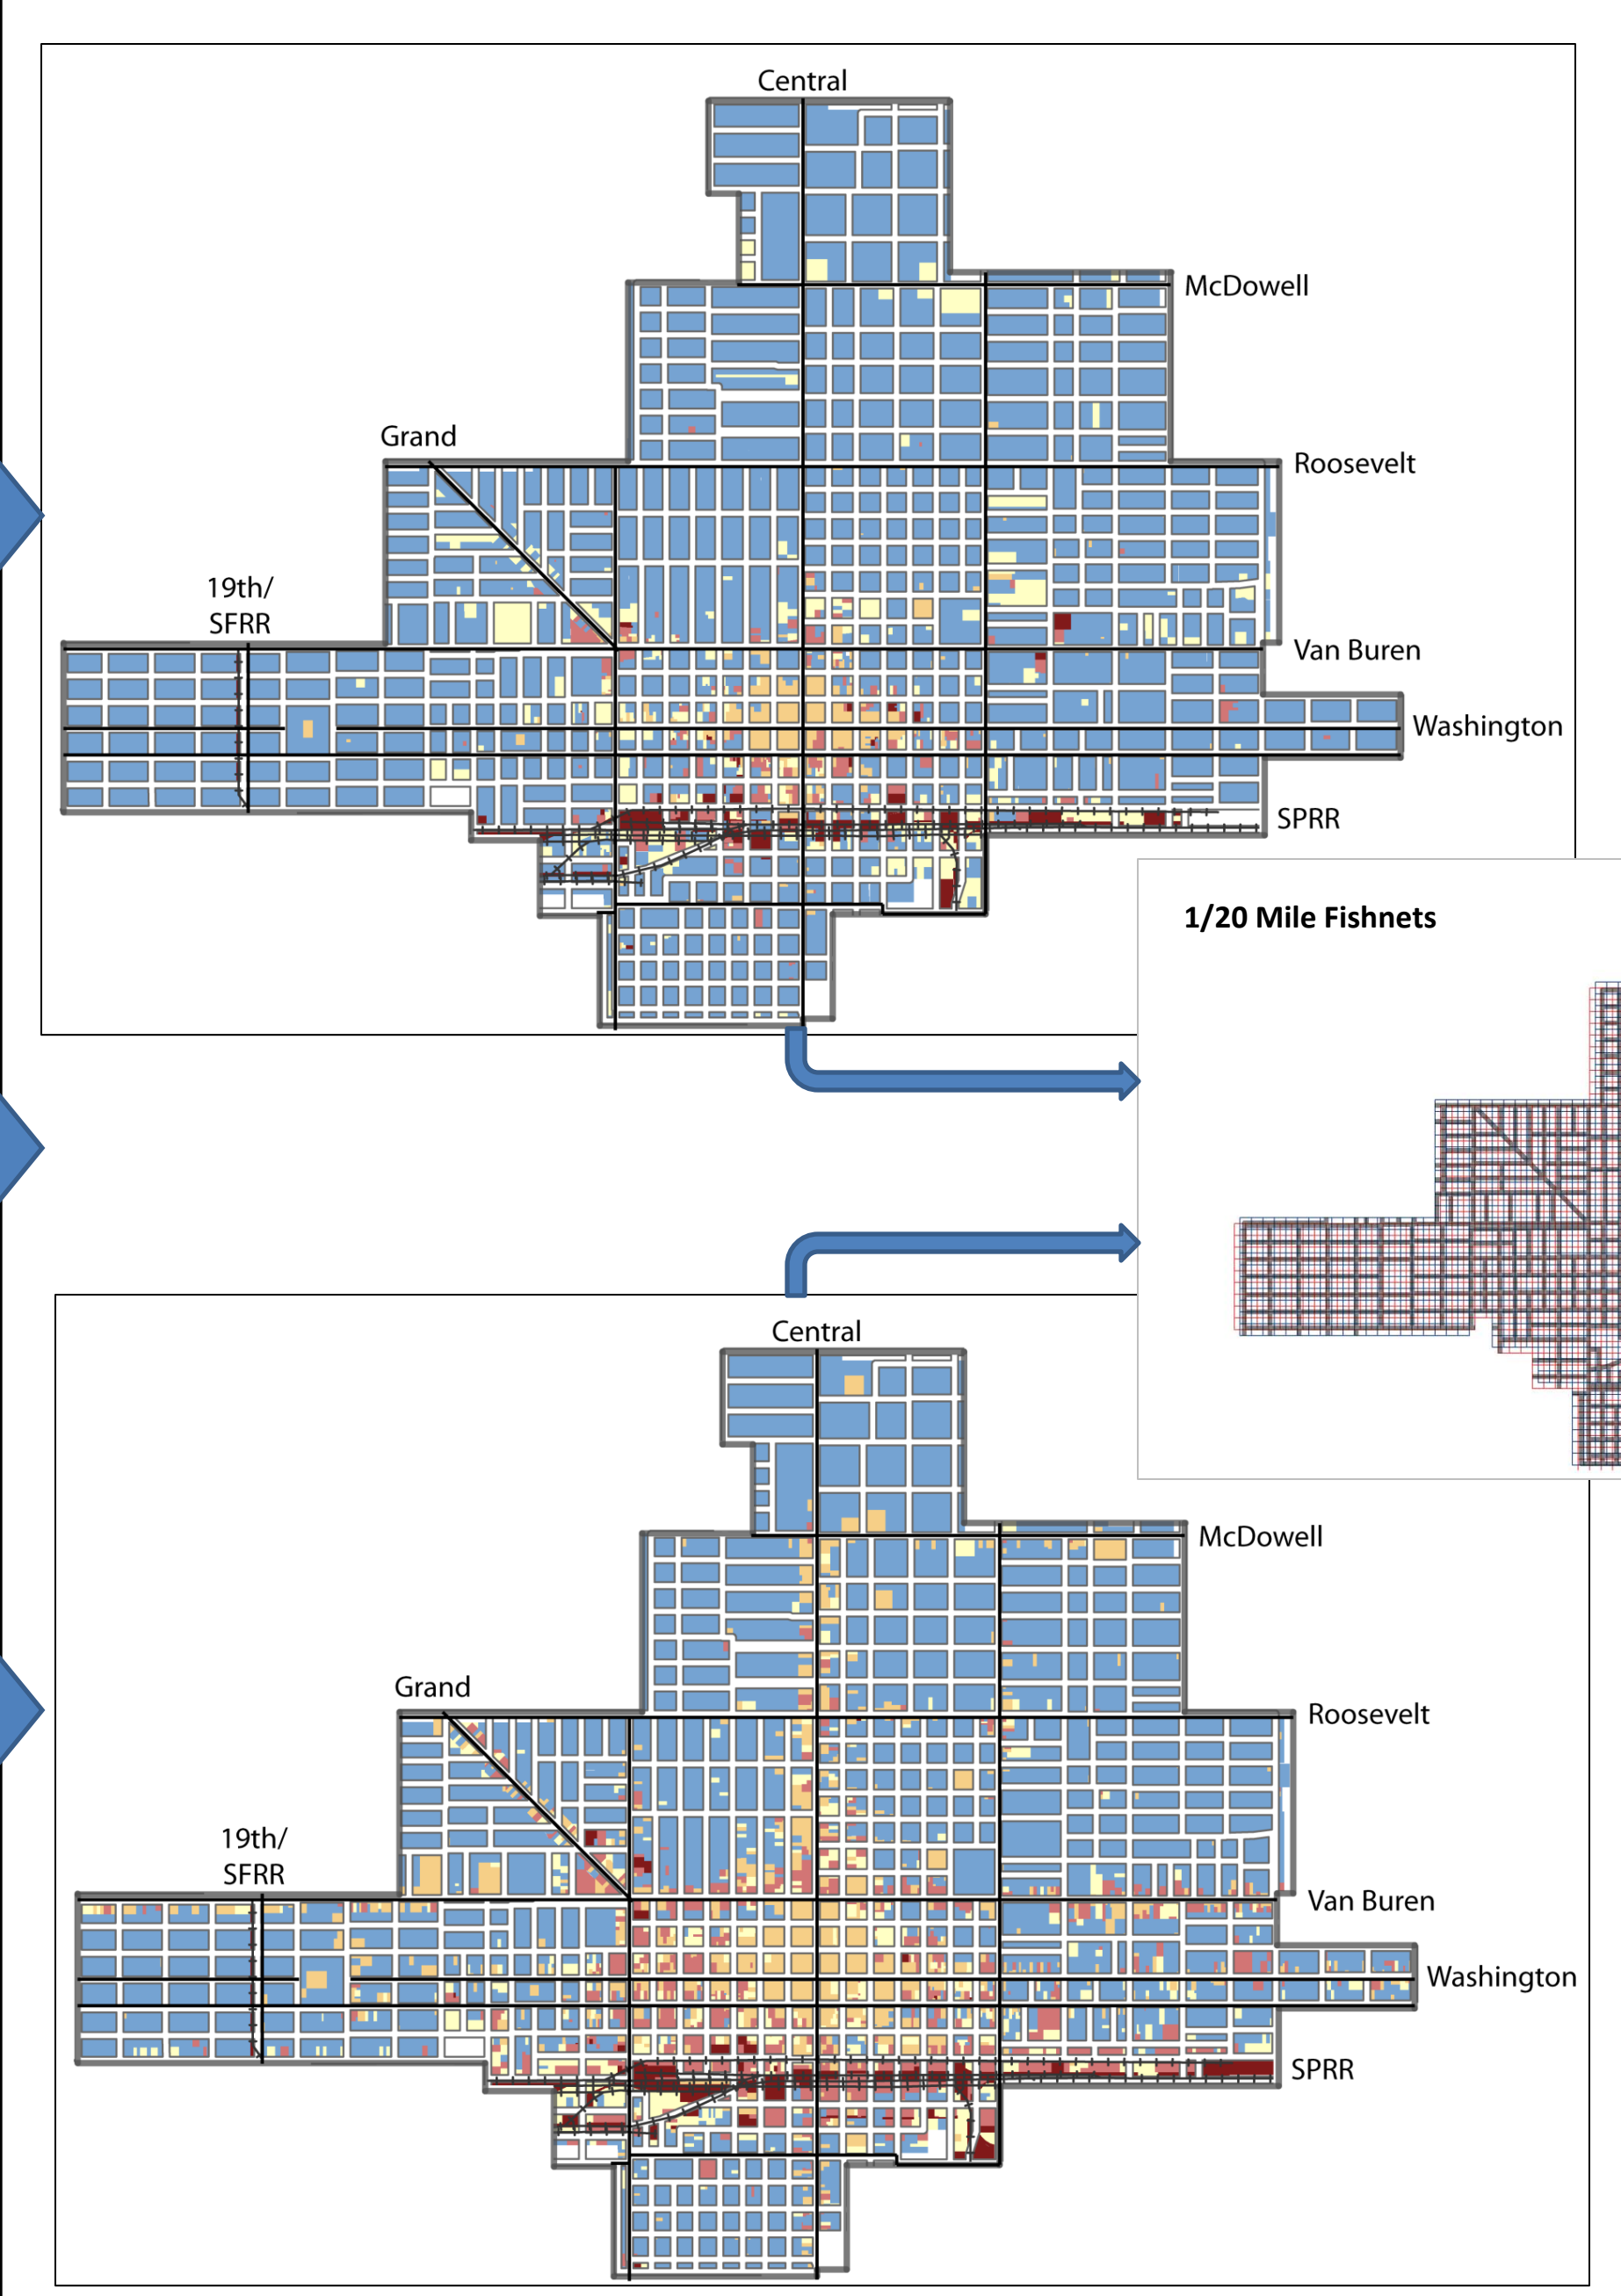 Central
McDowell
Grand
Roosevelt
19th/
SFRR
Van Buren
Washington
SPRR
1/20 Mile Fishnets
Central
McDowell
Grand
Roosevelt
19th/
SFRR
Van Buren
Washington
SPRR